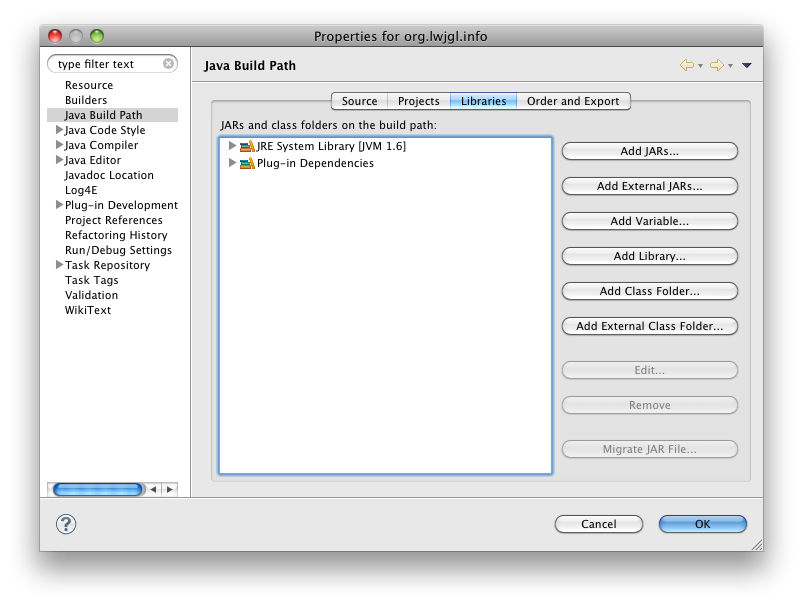 Properties for org.lwjgl.info
type filter text
Resource
Builders
Java Build Path
Java Code Style
Java Compiler
Java Editor
Javadoc Location
Log4E
Plug-in Development
Project References
Refactoring History
Run/Debug Settings
Task Repository
Task Tags
Validation
WikiText
Java Build Path
Source Projects Libraries Order and Export
JARs and class folders on the build path:
JRE System Library [JVM 1.6]
Plug-in Dependencies
Add JARs...
Add External JARs...
Add Variable...
Add Library...
Add Class Folder...
Add External Class Folder...
Edit...
Remove
Migrate JAR File...
?
Cancel OK